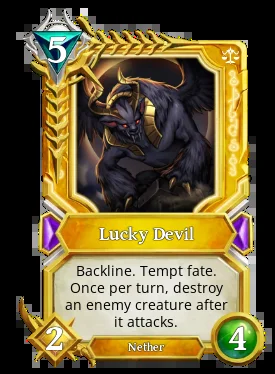 5
Lucky Devil
Backline. Tempt fate.
Once per turn, destroy
an enemy creature after
it attacks.
2
Nether
4